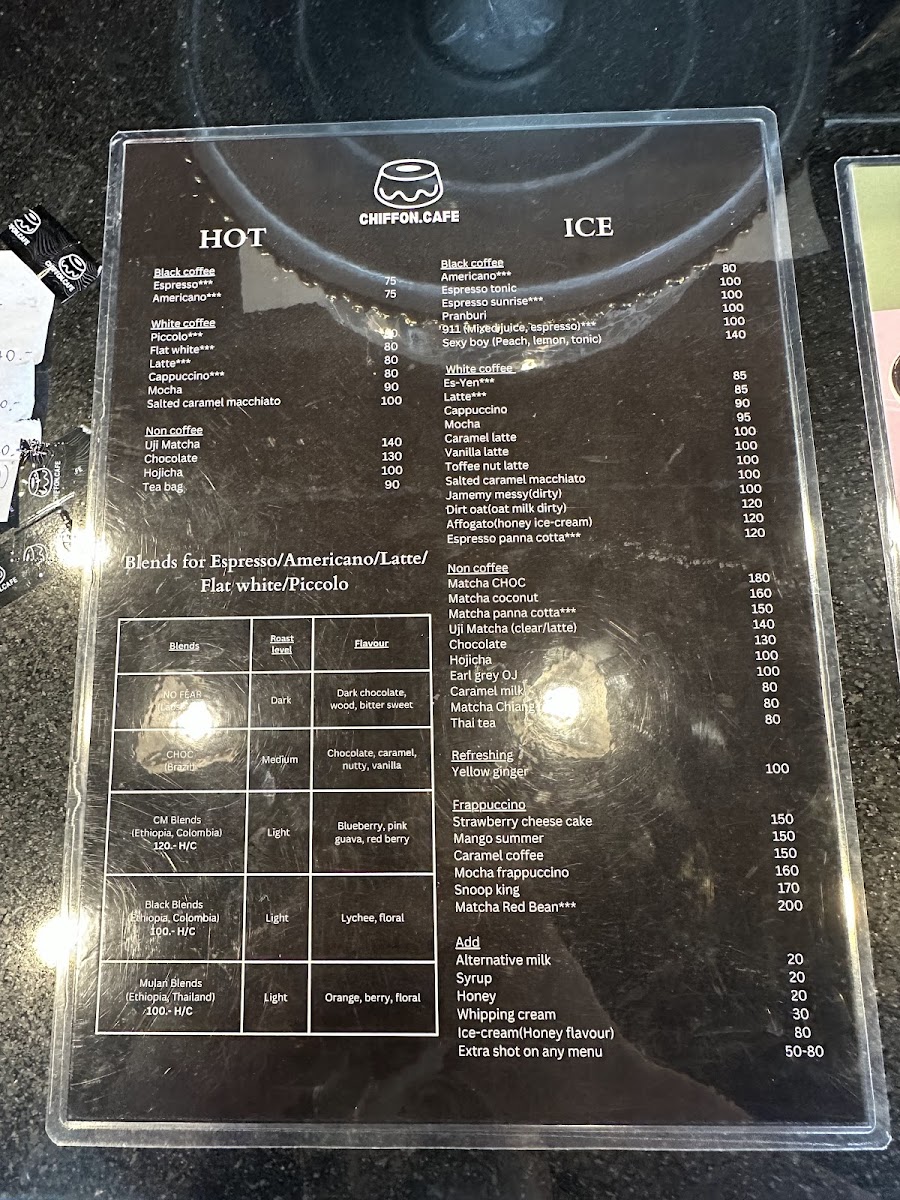 CHIFFON.CAFE
HOT
Black coffee
Espresso*** 75
Americano*** 75
White coffee
Piccolo***
Flat white*** 80
Latte*** 80
Cappuccino*** 80
Mocha 90
Salted caramel macchiato 100
Non coffee
Uji Matcha 140
Chocolate 130
Hojicha 100
Tea bag 90
Blends for Espresso/Americano/Latte/
Flat white/Piccolo
Blends Roast level Flavour
NO FEAR Dark Dark chocolate, wood, bitter sweet
CHOC (Brazil) Medium Chocolate, caramel, nutty, vanilla
CM Blends (Ethiopia, Colombia) 120.- H/C Light Blueberry, pink guava, red berry
Black Blends (Ethiopia, Colombia) 100.- H/C Light Lychee, floral
Mulan Blends (Ethiopia, Thailand) 100.- H/C Light Orange, berry, floral
ICE
Black coffee
Americano*** 80
Espresso tonic 100
Espresso sunrise*** 100
Pranburi 100
911 (Mixed juice, espresso)*** 100
Sexy boy (Peach, lemon, tonic) 140
White coffee
Es-Yen*** 85
Latte*** 85
Cappuccino 90
Mocha 95
Caramel latte 100
Vanilla latte 100
Toffee nut latte 100
Salted caramel macchiato 100
Jamemy messy(dirty) 100
Dirt oat(oat milk dirty) 120
Affogato(honey ice-cream) 120
Espresso panna cotta*** 120
Non coffee
Matcha CHOC 180
Matcha coconut 160
Matcha panna cotta*** 150
Uji Matcha (clear/latte) 140
Chocolate 130
Hojicha 100
Earl grey OJ 100
Caramel milk 80
Matcha Chiang 80
Thai tea 80
Refreshing
Yellow ginger 100
Frappuccino
Strawberry cheese cake 150
Mango summer 150
Caramel coffee 150
Mocha frappuccino 160
Snoop king 170
Matcha Red Bean*** 200
Add
Alternative milk 20
Syrup 20
Honey 20
Whipping cream 30
Ice-cream(Honey flavour) 80
Extra shot on any menu 50-80